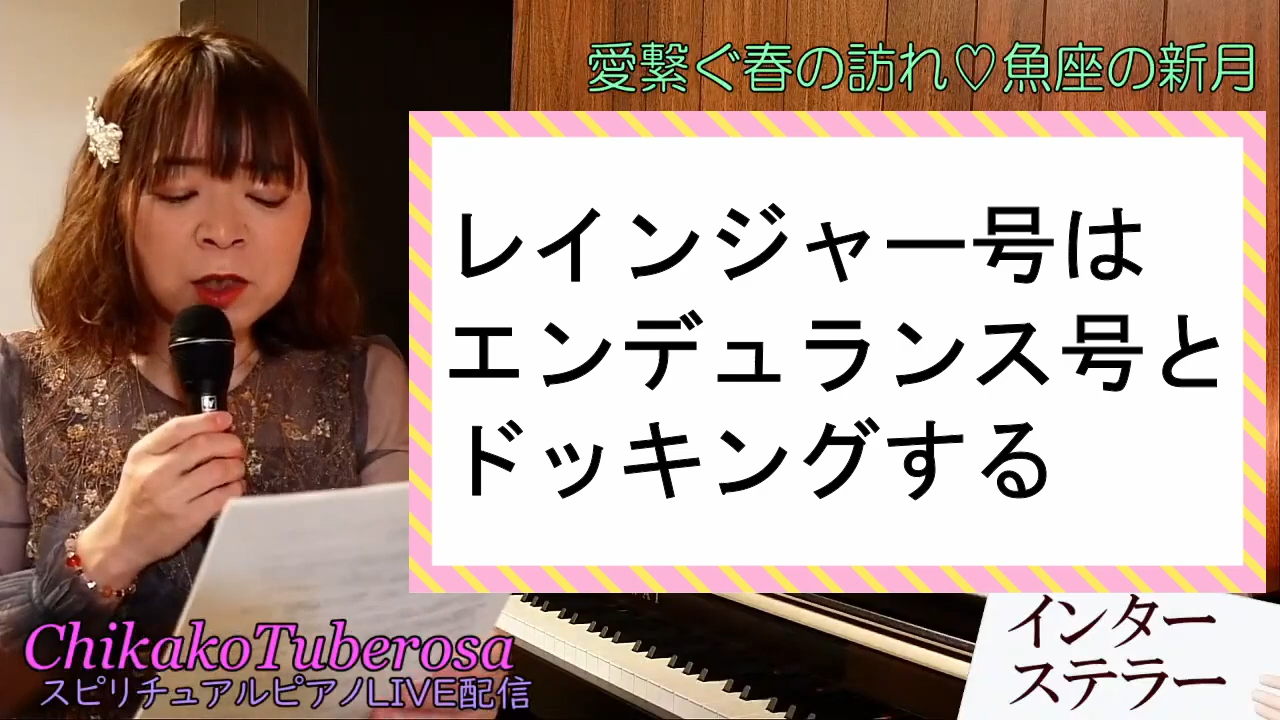 愛繋ぐ春の訪れ♡魚座の新月
レインジャー号は
エンデュランス号と
ドッキングする
インター
ステラー
ChikakoTuberosa
スピリチュアルピアノLIVE配信